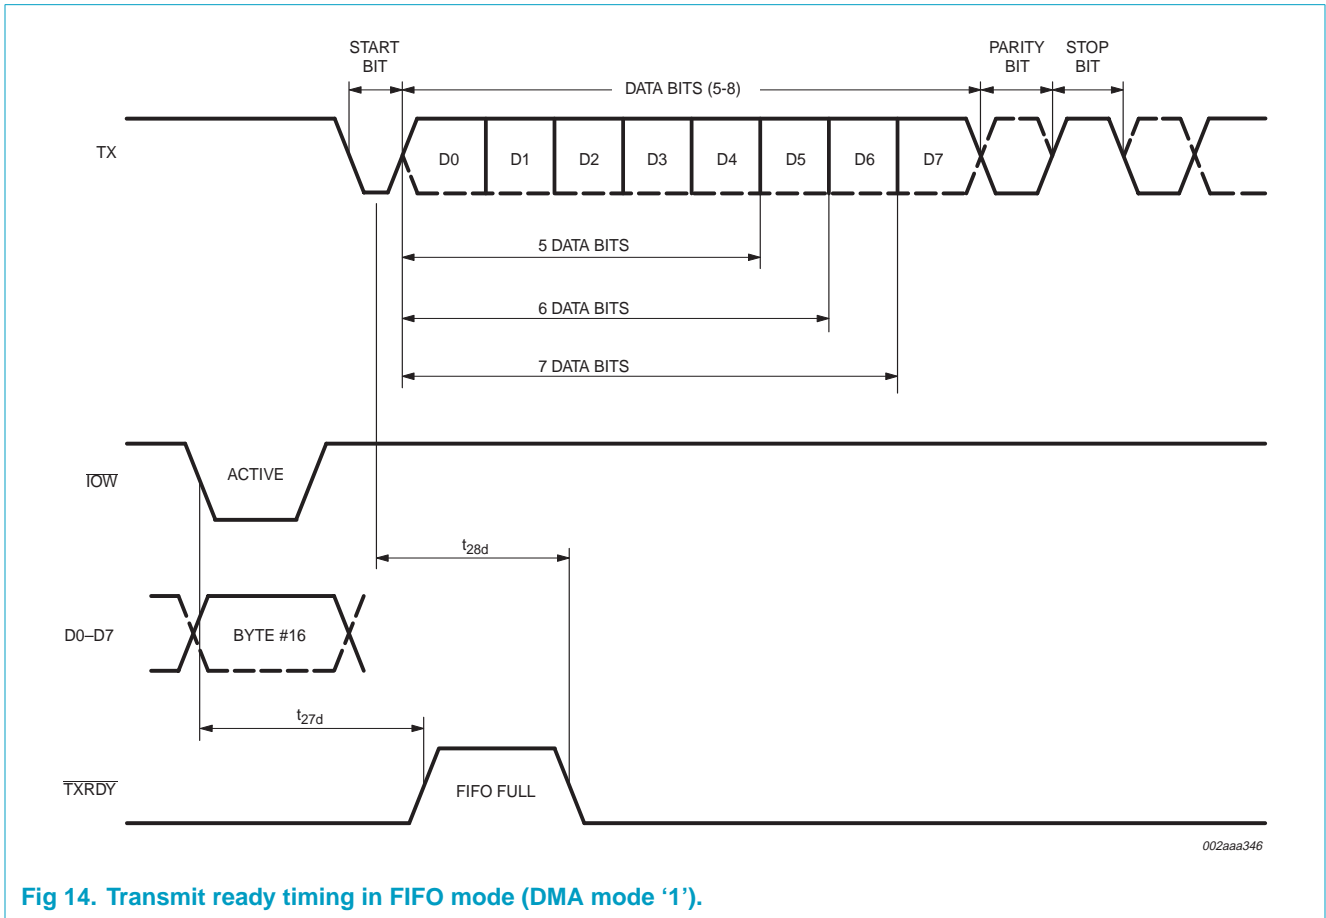 START
BIT
DATA BITS (5-8)
PARITY
BIT
STOP
BIT
TX
D0
D1
D2
D3
D4
D5
D6
D7
5 DATA BITS
6 DATA BITS
7 DATA BITS
IOW
ACTIVE
t28d
D0–D7
BYTE #16
t27d
TXRDY
FIFO FULL
002aaa346
Fig 14. Transmit ready timing in FIFO mode (DMA mode ‘1’).